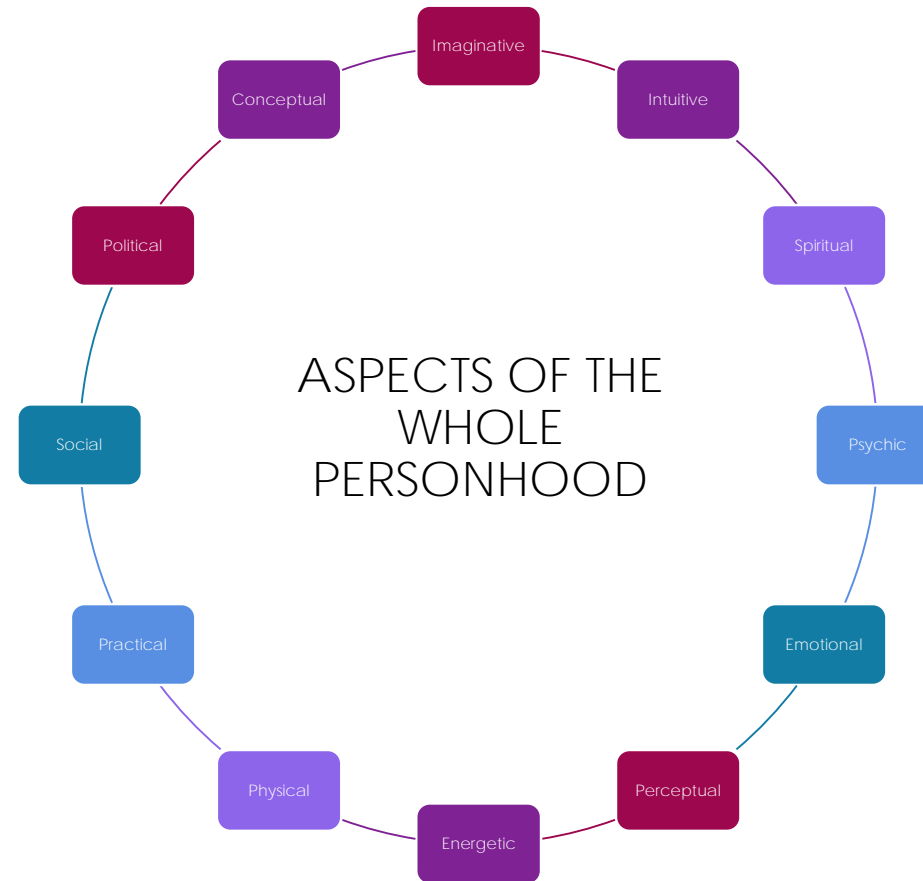 Imaginative
Intuitive
Spiritual
Psychic
Emotional
Perceptual
Energetic
Physical
Practical
Social
Political
Conceptual
ASPECTS OF THE
WHOLE
PERSONHOOD